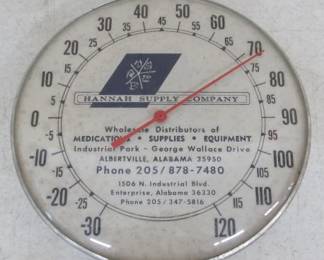 30 40 50
20 60
10 70
0 80
-10 90
-20 100
-30 110
120
HANNAH SUPPLY COMPANY
Wholesale Distributors of
MEDICATIONS • SUPPLIES • EQUIPMENT
Industrial Park - George Wallace Drive
ALBERTVILLE, ALABAMA 35950
Phone 205/878-7480
1506 N. Industrial Blvd.
Enterprise, Alabama 36330
Phone 205/347-5816